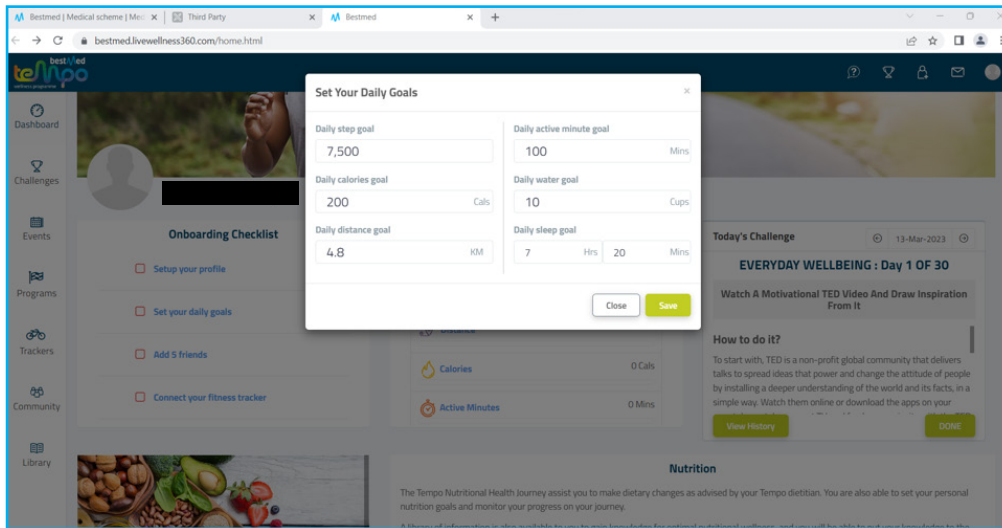 Bestmed | Medical scheme | Med
Third Party
Bestmed
bestmed.livewellness360.com/home.html
bestMed
teMpo
wellness programme
Dashboard
Challenges
Events
Programs
Trackers
Community
Library
Set Your Daily Goals
Daily step goal
7,500
Daily active minute goal
100 Mins
Daily calories goal
200 Cals
Daily water goal
10 Cups
Daily distance goal
4.8 KM
Daily sleep goal
7 Hrs 20 Mins
Close Save
Onboarding Checklist
Setup your profile
Set your daily goals
Add 5 friends
Connect your fitness tracker
Distance
Calories 0 Cals
Active Minutes 0 Mins
Today's Challenge 13-Mar-2023
EVERYDAY WELLBEING : Day 1 OF 30
Watch A Motivational TED Video And Draw Inspiration
From It
How to do it?
To start with, TED is a non-profit global community that delivers
talks to spread ideas that power and change the attitude of people
by installing a deeper understanding of the world and its facts, in a
simple way. Watch them online or download the apps on your
View History DONE
Nutrition
The Tempo Nutritional Health Journey assist you to make dietary changes as advised by your Tempo dietitian. You are also able to set your personal
nutrition goals and monitor your progress on your journey.